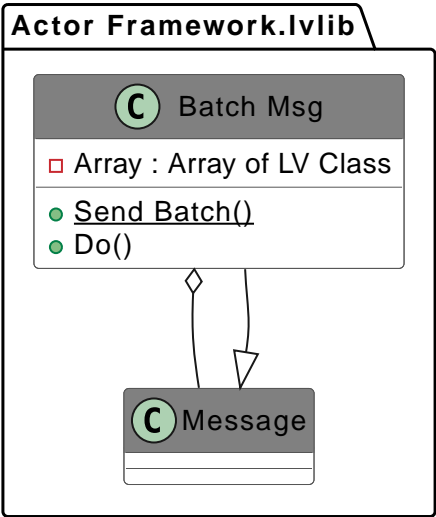 Actor Framework.lvlib
C Batch Msg
Array : Array of LV Class
Send Batch()
Do()
C Message